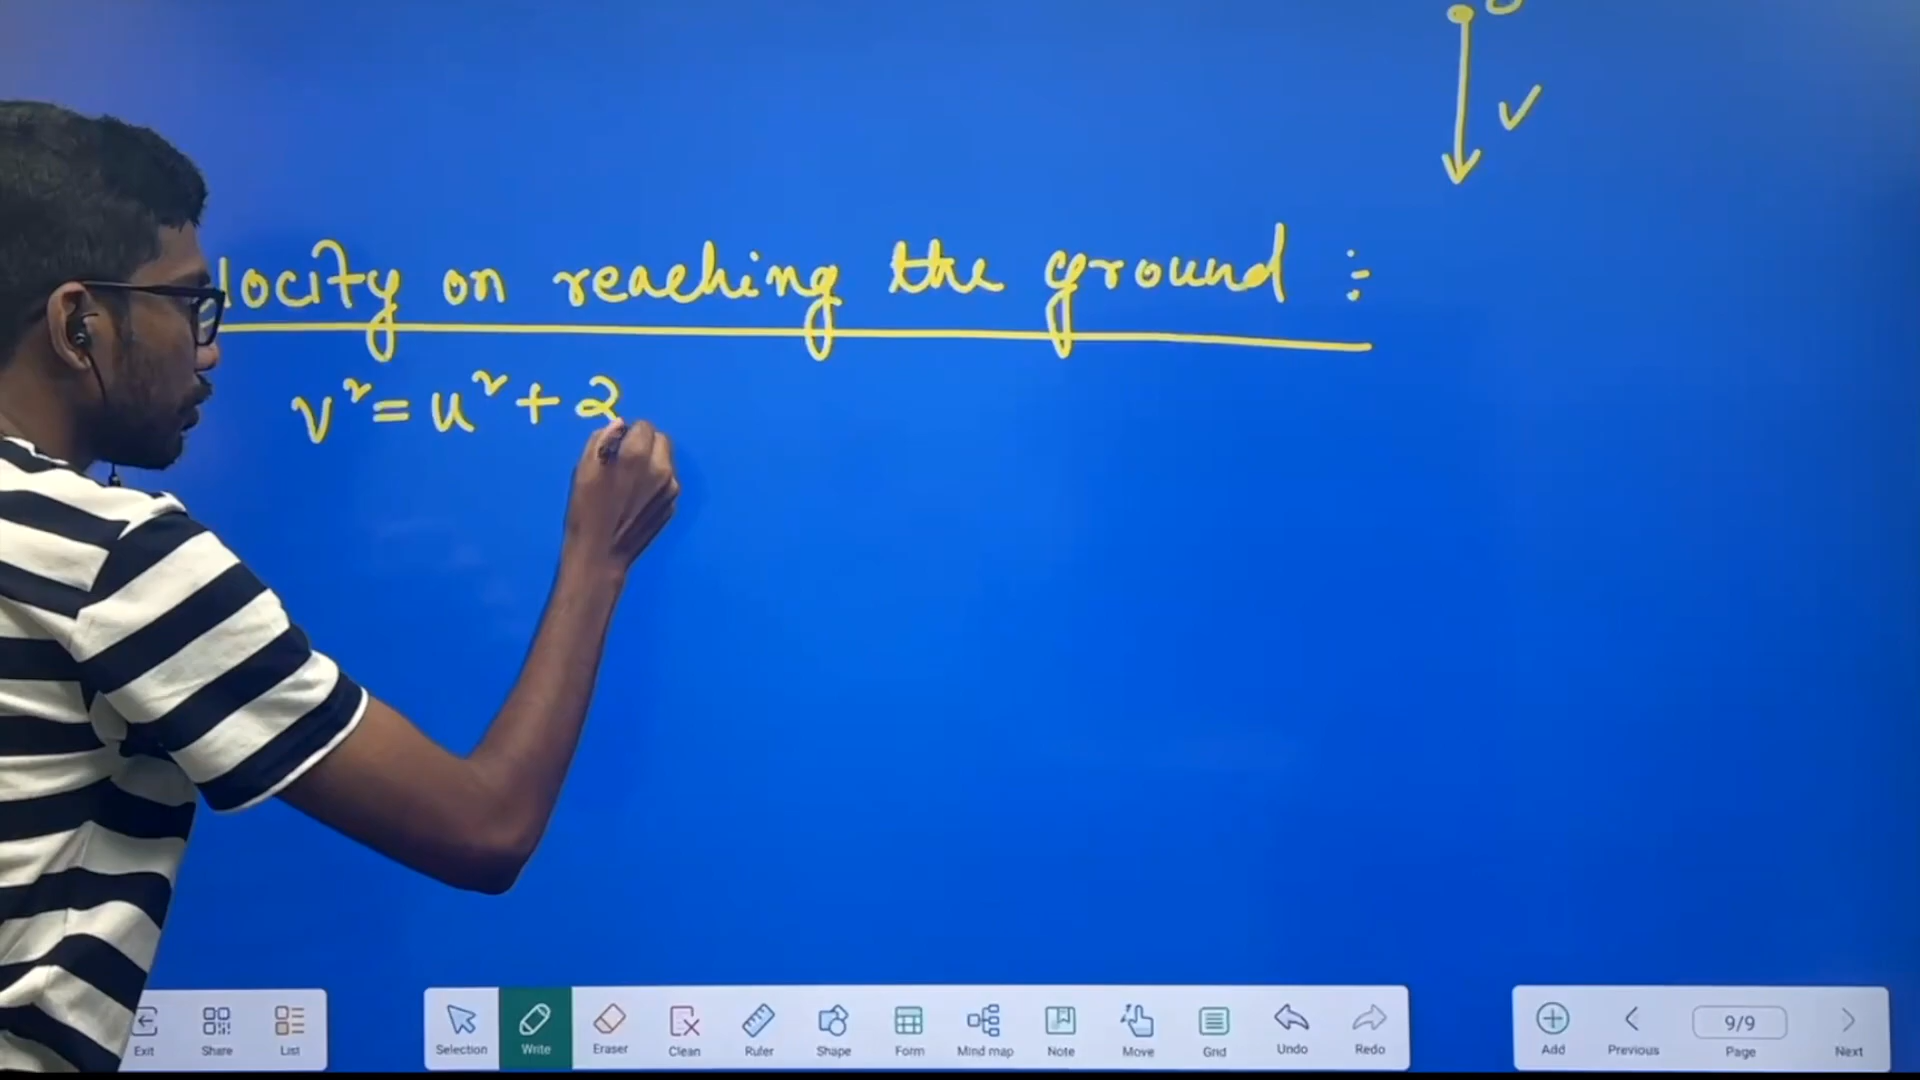 v
locity on reaching the ground :-
v² = u² + 2
Exit Share List Selection Write Eraser Clean Ruler Shape Form Mind map Note Move Grid Undo Redo Add Previous 9/9 Page Next